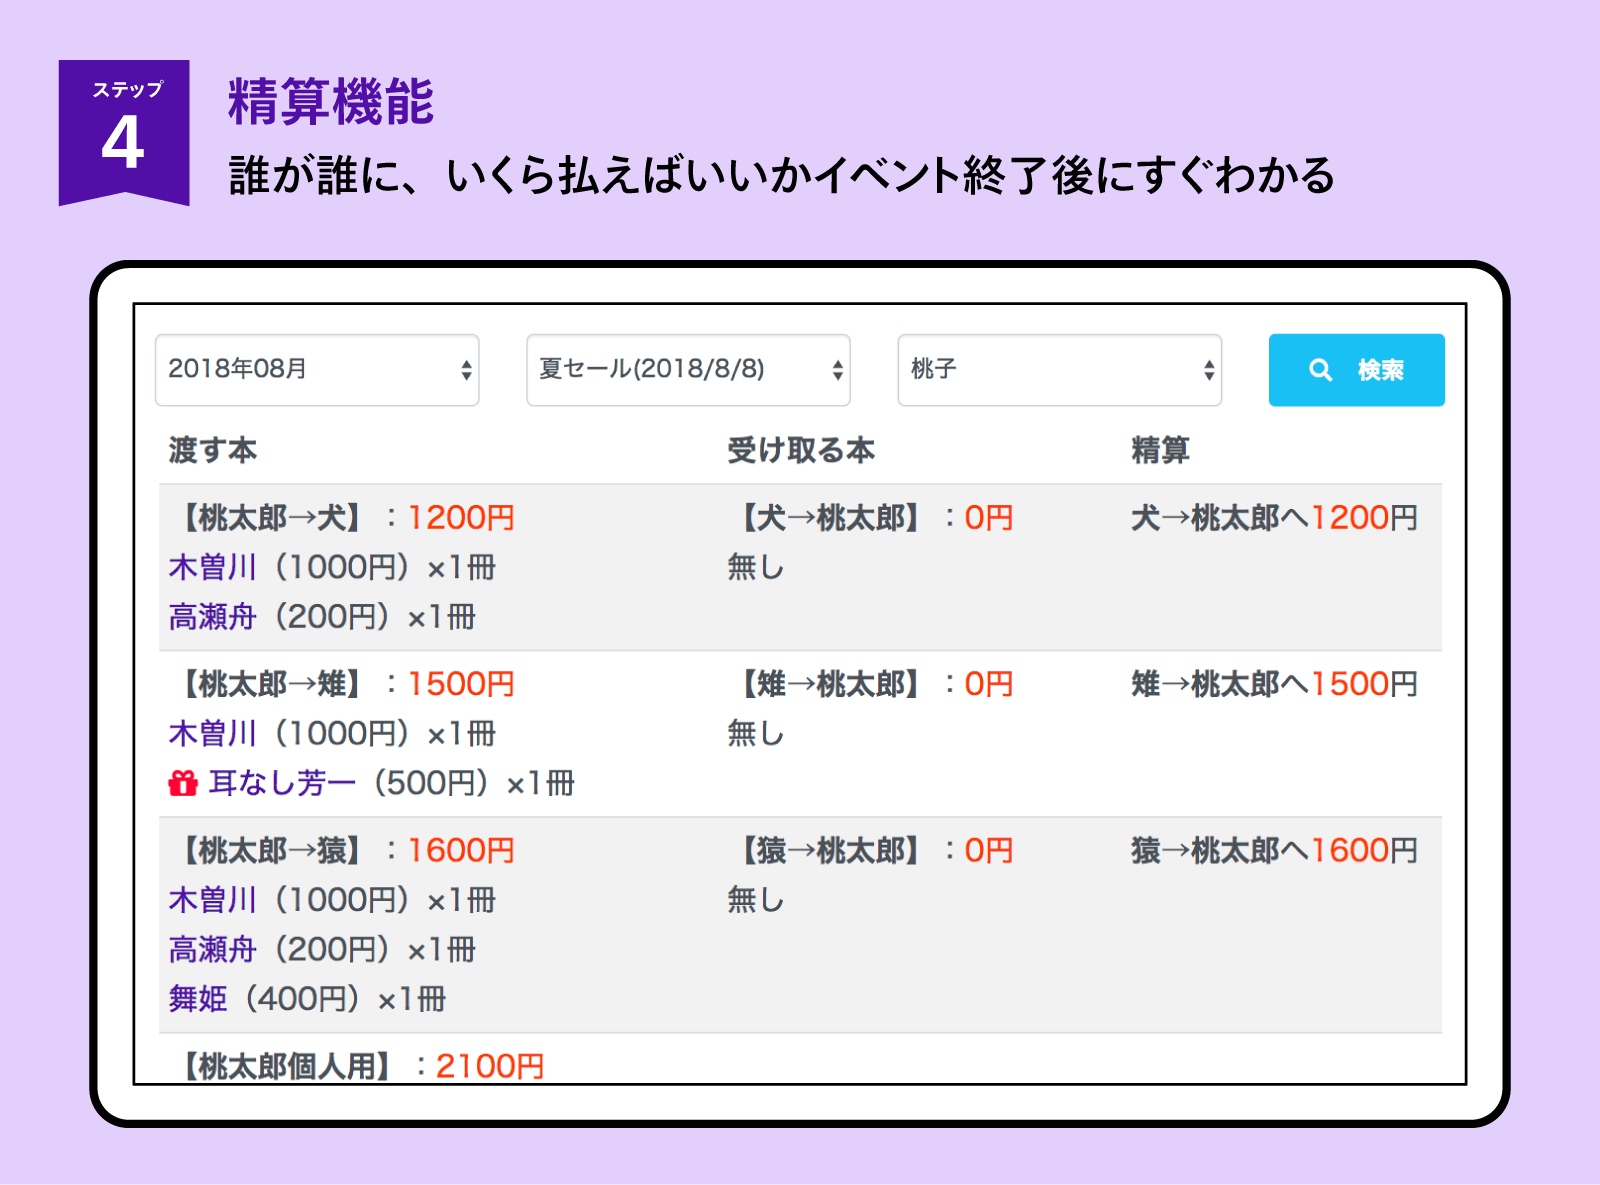 ステップ
4
精算機能
誰が誰に、いくら払えばいいかイベント終了後にすぐわかる
2018年08月
夏セール(2018/8/8)
桃子
検索
渡す本 受け取る本 精算
【桃太郎→犬】：1200円 【犬→桃太郎】：0円 犬→桃太郎へ1200円
木曽川（1000円）×1冊 無し
高瀬舟（200円）×1冊
【桃太郎→雉】：1500円 【雉→桃太郎】：0円 雉→桃太郎へ1500円
木曽川（1000円）×1冊 無し
耳なし芳一（500円）×1冊
【桃太郎→猿】：1600円 【猿→桃太郎】：0円 猿→桃太郎へ1600円
木曽川（1000円）×1冊 無し
高瀬舟（200円）×1冊
舞姫（400円）×1冊
【桃太郎個人用】：2100円